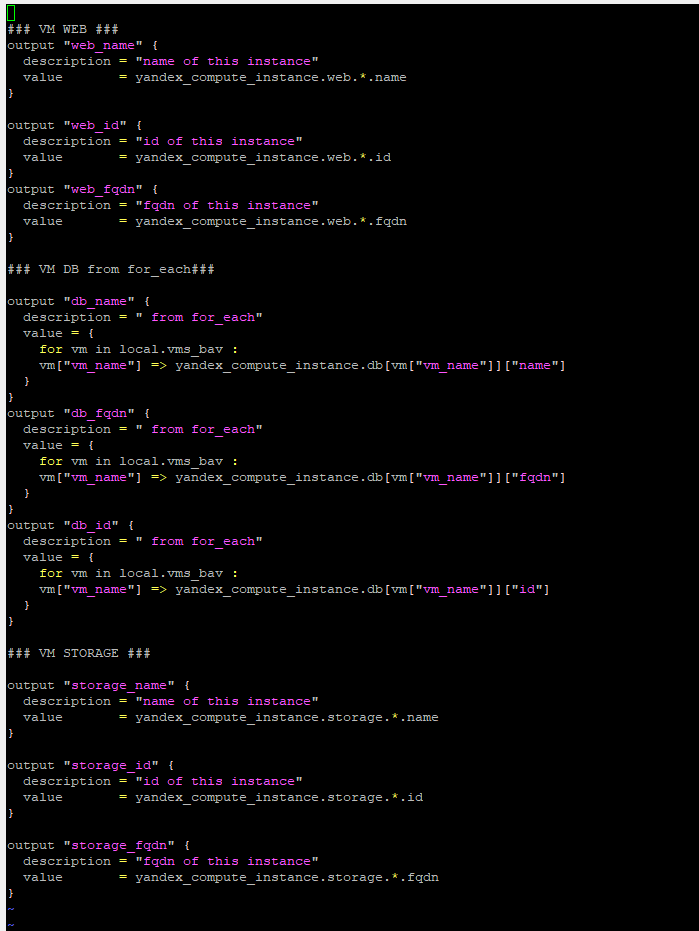 ### VM WEB ###
output "web_name" {
  description = "name of this instance"
  value       = yandex_compute_instance.web.*.name
}

output "web_id" {
  description = "id of this instance"
  value       = yandex_compute_instance.web.*.id
}
output "web_fqdn" {
  description = "fqdn of this instance"
  value       = yandex_compute_instance.web.*.fqdn
}

### VM DB from for_each###

output "db_name" {
  description = " from for_each"
  value = {
    for vm in local.vms_bav :
    vm["vm_name"] => yandex_compute_instance.db[vm["vm_name"]]["name"]
  }
}
output "db_fqdn" {
  description = " from for_each"
  value = {
    for vm in local.vms_bav :
    vm["vm_name"] => yandex_compute_instance.db[vm["vm_name"]]["fqdn"]
  }
}
output "db_id" {
  description = " from for_each"
  value = {
    for vm in local.vms_bav :
    vm["vm_name"] => yandex_compute_instance.db[vm["vm_name"]]["id"]
  }
}

### VM STORAGE ###

output "storage_name" {
  description = "name of this instance"
  value       = yandex_compute_instance.storage.*.name
}

output "storage_id" {
  description = "id of this instance"
  value       = yandex_compute_instance.storage.*.id
}

output "storage_fqdn" {
  description = "fqdn of this instance"
  value       = yandex_compute_instance.storage.*.fqdn
}
~
~